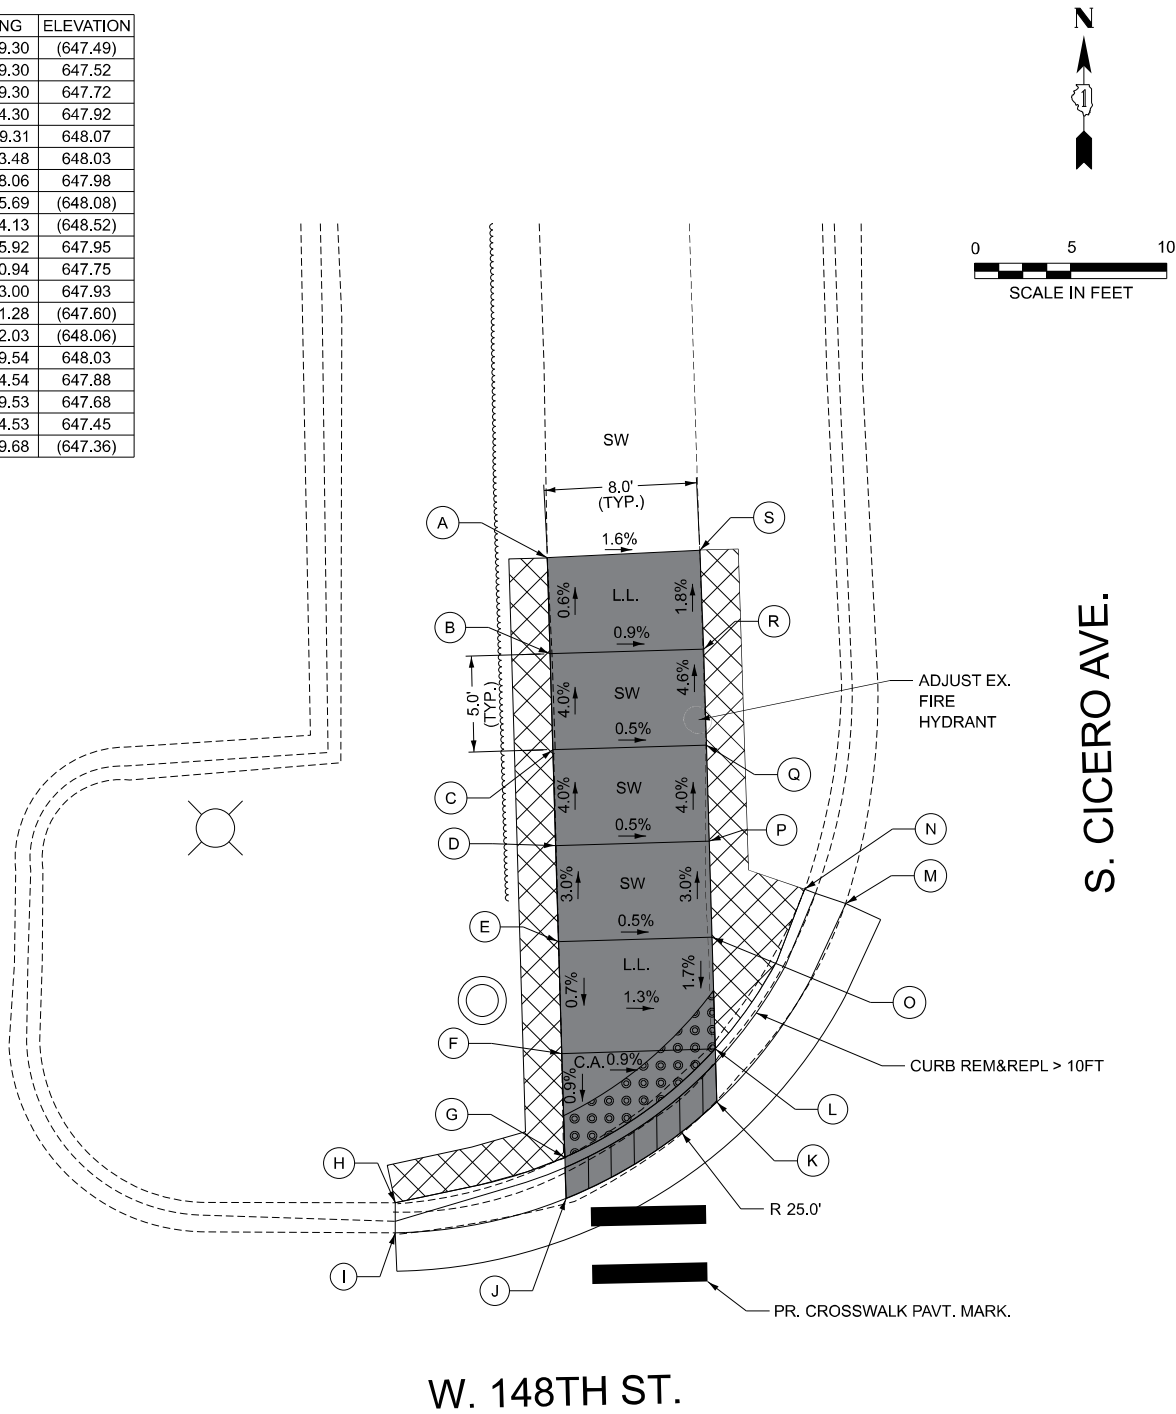 NG ELEVATION
9.30 (647.49)
9.30 647.52
9.30 647.72
4.30 647.92
9.31 648.07
3.48 648.03
8.06 647.98
5.69 (648.08)
4.13 (648.52)
5.92 647.95
0.94 647.75
3.00 647.93
1.28 (647.60)
2.03 (648.06)
9.54 648.03
4.54 647.88
9.53 647.68
4.53 647.45
9.68 (647.36)
N
1
0 5 10
SCALE IN FEET
SW
8.0'
(TYP.)
A
S
1.6%
0.6%
L.L.
1.8%
B
R
0.9%
5.0'
(TYP.)
4.0%
SW
4.6%
ADJUST EX.
FIRE
HYDRANT
0.5%
C
Q
4.0%
SW
4.0%
0.5%
D
P
N
M
3.0%
SW
3.0%
0.5%
E
O
L.L.
0.7%
1.3%
1.7%
F
C.A.
0.9%
0.9%
CURB REM&REPL > 10FT
G
L
H
K
R 25.0'
I
J
PR. CROSSWALK PAVT. MARK.
S. CICERO AVE.
W. 148TH ST.